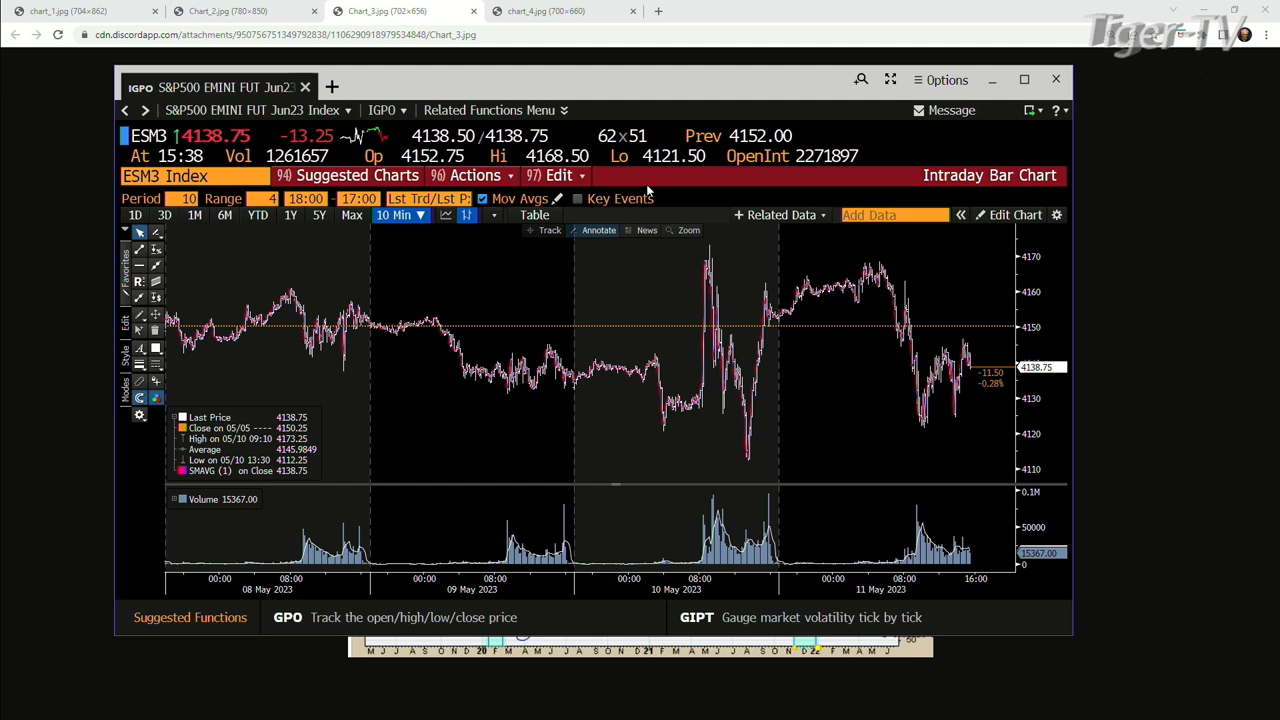 chart_1.jpg (704×862)
Chart_2.jpg (780×850)
Chart_3.jpg (702×656)
chart_4.jpg (700×660)
Tiger-TV
cdn.discordapp.com/attachments/950756751349792838/1106290918979534848/Chart_3.jpg
IGPO S&P500 EMINI FUT Jun23
Options
S&P500 EMINI FUT Jun23 Index IGPO Related Functions Menu
Message
ESM3 ↑4138.75 -13.25 4138.50/4138.75 62×51 Prev 4152.00
At 15:38 Vol 1261657 Op 4152.75 Hi 4168.50 Lo 4121.50 OpenInt 2271897
ESM3 Index 94) Suggested Charts 96) Actions 97) Edit Intraday Bar Chart
Period 10 Range 4 18:00 - 17:00 Lst Trd/Lst P: Mov Avgs Key Events
1D 3D 1M 6M YTD 1Y 5Y Max 10 Min ▼ Table + Related Data Add Data « Edit Chart
Track Annotate News Zoom
Favorites
Edit
Style
Modes
4170
4160
4150
4138.75
-11.50
-0.28%
4130
4120
4110
Last Price 4138.75
Close on 05/05 ---- 4150.25
High on 05/10 09:10 4173.25
Average 4145.9849
Low on 05/10 13:30 4112.25
SMAVG (1) on Close 4138.75
Volume 15367.00
0.1M
50000
15367.00
0
00:00 08:00 00:00 08:00 00:00 08:00 00:00 08:00 16:00
08 May 2023 09 May 2023 10 May 2023 11 May 2023
Suggested Functions GPO Track the open/high/low/close price GIPT Gauge market volatility tick by tick
M J J A S O N D 20 F M A M J J A S O N D 21 F M A M J J A S O N D 22 F M A M J